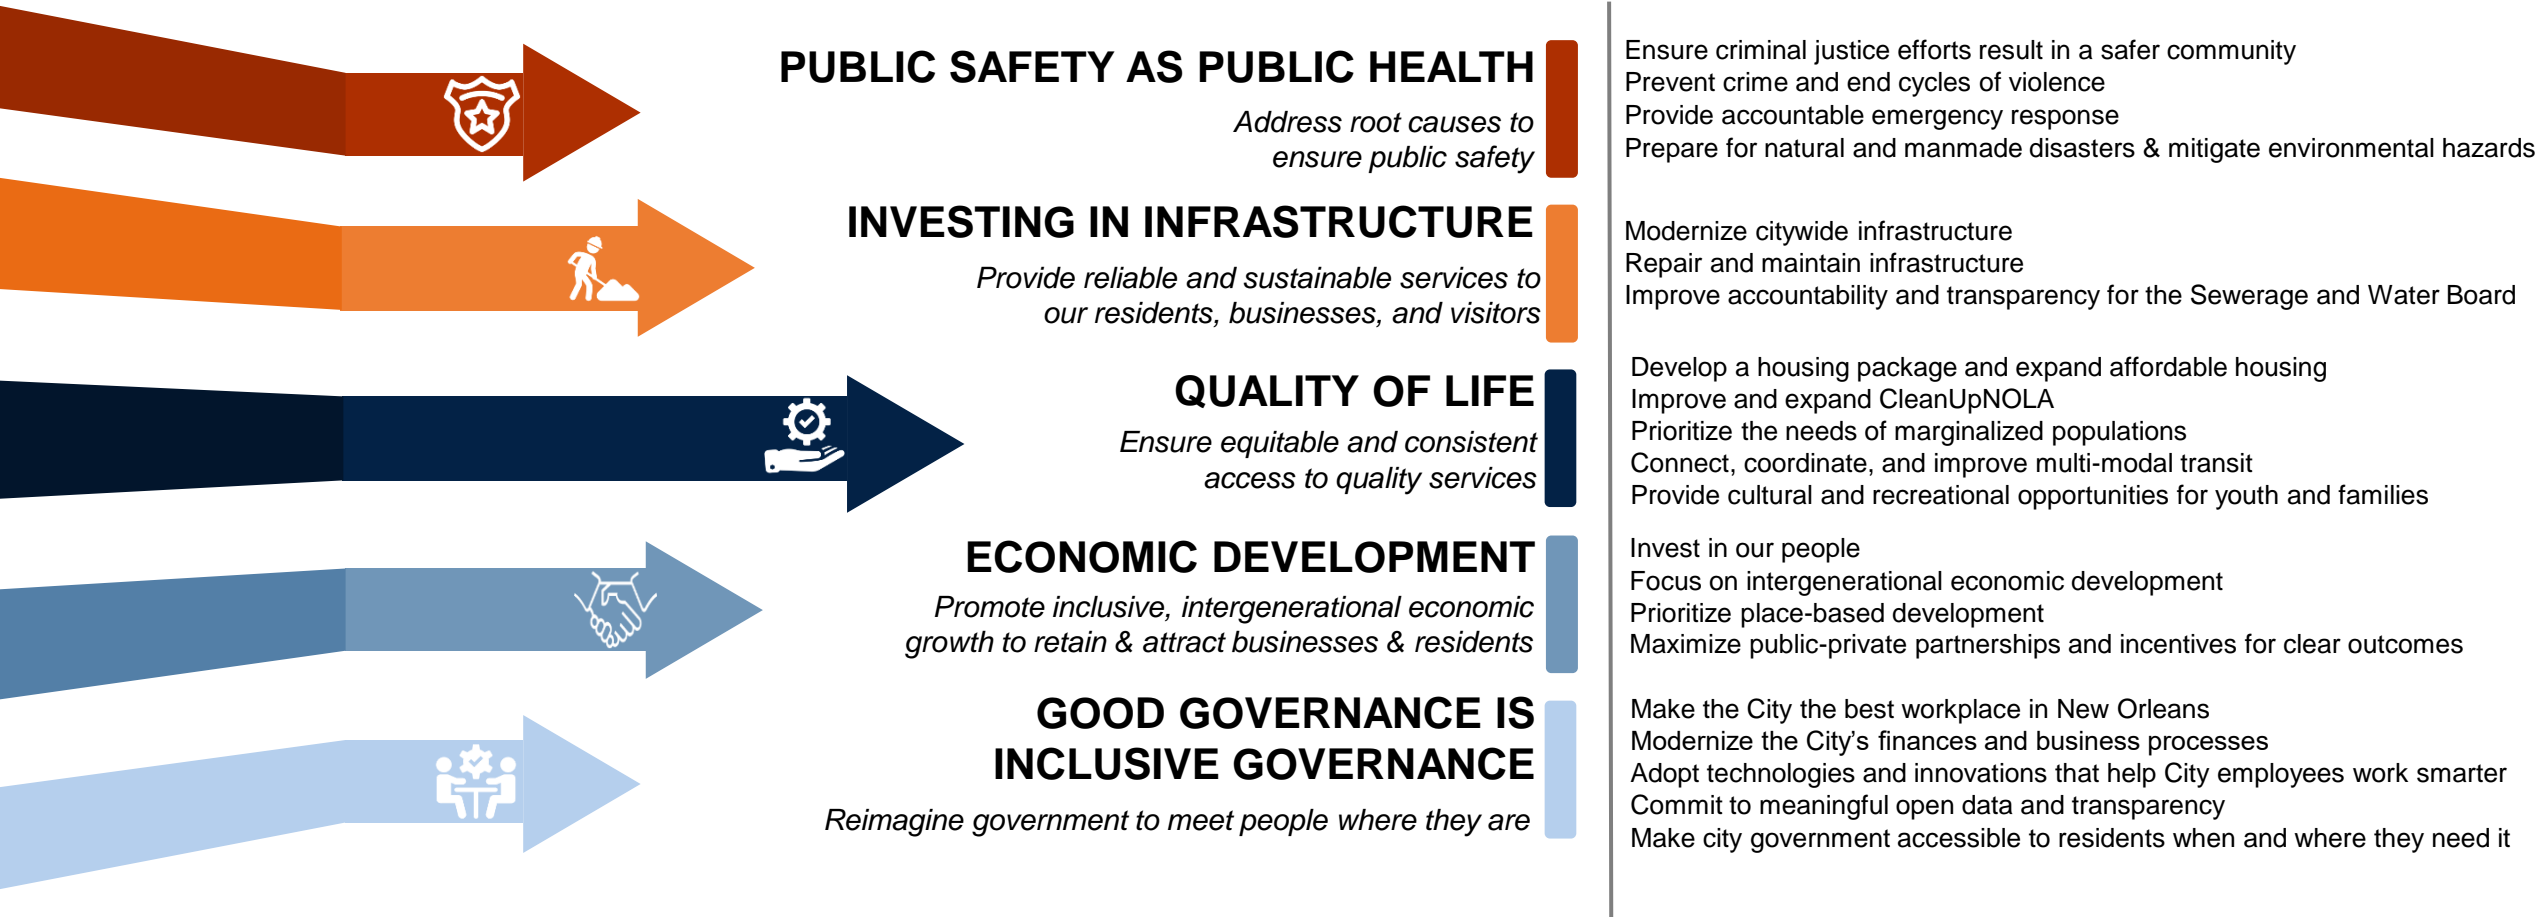 PUBLIC SAFETY AS PUBLIC HEALTH
Address root causes to
ensure public safety
Ensure criminal justice efforts result in a safer community
Prevent crime and end cycles of violence
Provide accountable emergency response
Prepare for natural and manmade disasters & mitigate environmental hazards
INVESTING IN INFRASTRUCTURE
Provide reliable and sustainable services to
our residents, businesses, and visitors
Modernize citywide infrastructure
Repair and maintain infrastructure
Improve accountability and transparency for the Sewerage and Water Board
QUALITY OF LIFE
Ensure equitable and consistent
access to quality services
Develop a housing package and expand affordable housing
Improve and expand CleanUpNOLA
Prioritize the needs of marginalized populations
Connect, coordinate, and improve multi-modal transit
Provide cultural and recreational opportunities for youth and families
ECONOMIC DEVELOPMENT
Promote inclusive, intergenerational economic
growth to retain & attract businesses & residents
Invest in our people
Focus on intergenerational economic development
Prioritize place-based development
Maximize public-private partnerships and incentives for clear outcomes
GOOD GOVERNANCE IS
INCLUSIVE GOVERNANCE
Reimagine government to meet people where they are
Make the City the best workplace in New Orleans
Modernize the City’s finances and business processes
Adopt technologies and innovations that help City employees work smarter
Commit to meaningful open data and transparency
Make city government accessible to residents when and where they need it